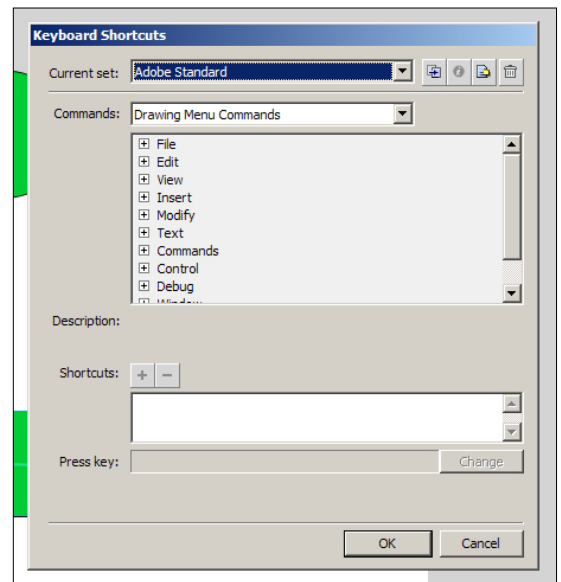 Keyboard Shortcuts
Current set: Adobe Standard
Commands: Drawing Menu Commands
File
Edit
View
Insert
Modify
Text
Commands
Control
Debug
Window
Description:
Shortcuts:
Press key: Change
OK Cancel